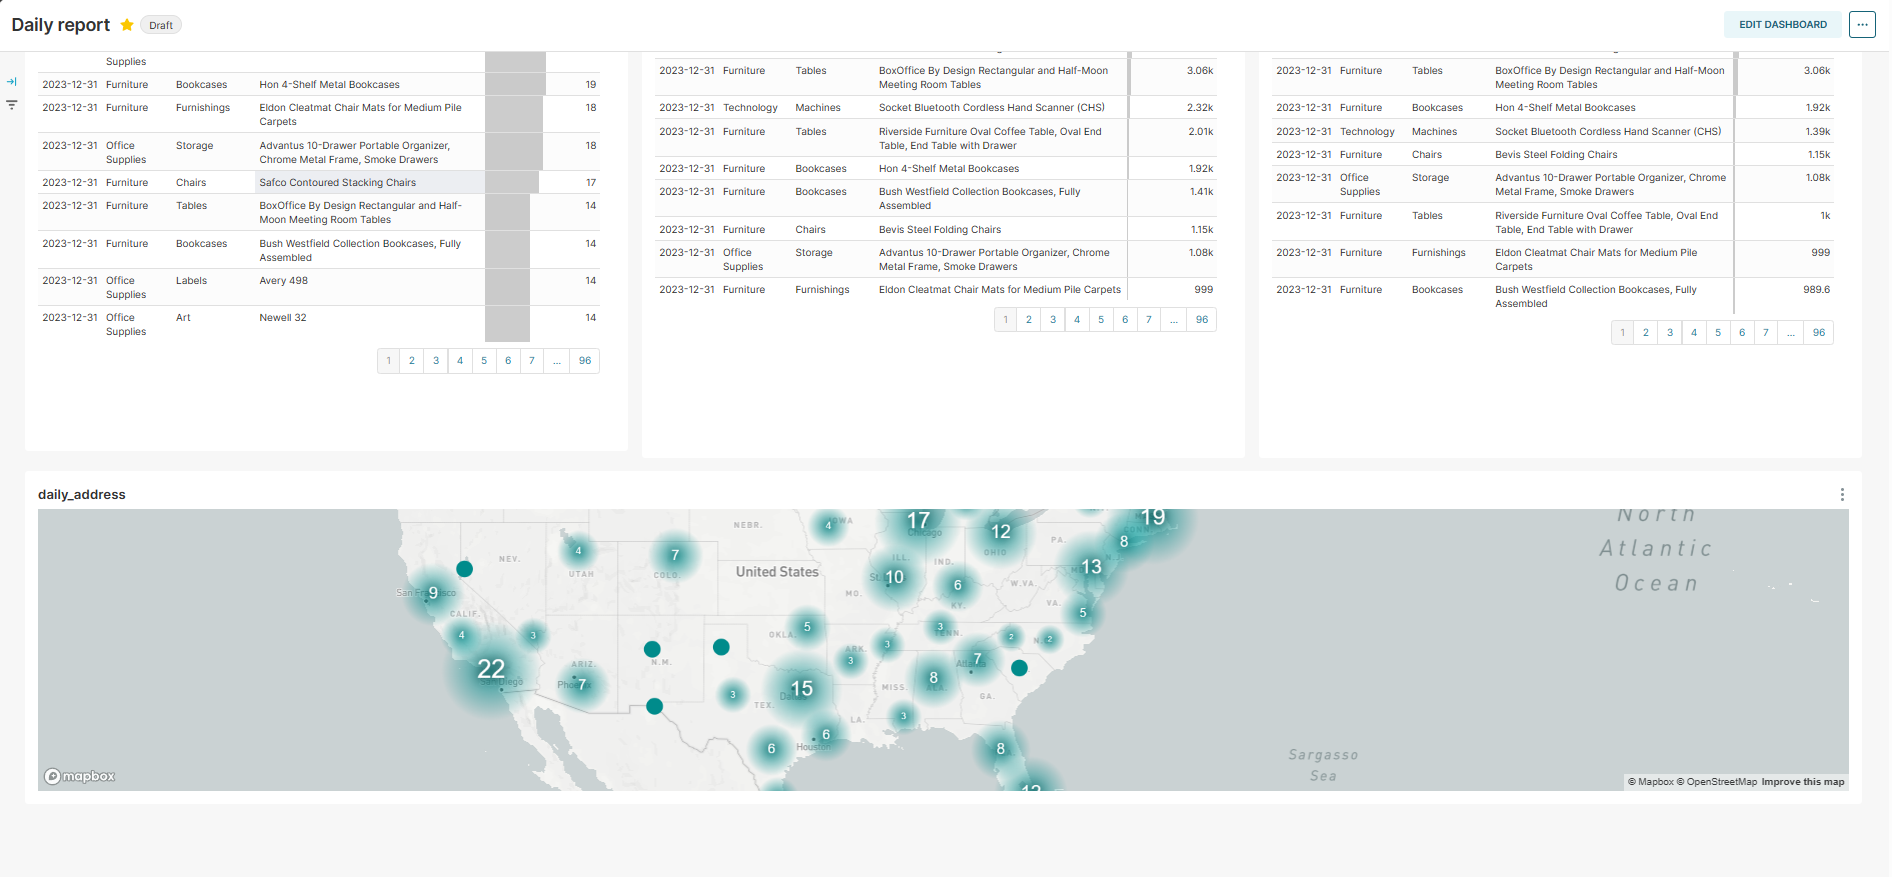 Daily report
Draft
EDIT DASHBOARD
...
Supplies
2023-12-31 Furniture Bookcases Hon 4-Shelf Metal Bookcases 19
2023-12-31 Furniture Furnishings Eldon Cleatmat Chair Mats for Medium Pile
Carpets 18
2023-12-31 Office
Supplies Storage Advantus 10-Drawer Portable Organizer,
Chrome Metal Frame, Smoke Drawers 18
2023-12-31 Furniture Chairs Safco Contoured Stacking Chairs 17
2023-12-31 Furniture Tables BoxOffice By Design Rectangular and Half-
Moon Meeting Room Tables 14
2023-12-31 Furniture Bookcases Bush Westfield Collection Bookcases, Fully
Assembled 14
2023-12-31 Office
Supplies Labels Avery 498 14
2023-12-31 Office
Supplies Art Newell 32 14
1 2 3 4 5 6 7 ... 96
2023-12-31 Furniture Tables BoxOffice By Design Rectangular and Half-Moon
Meeting Room Tables 3.06k
2023-12-31 Technology Machines Socket Bluetooth Cordless Hand Scanner (CHS) 2.32k
2023-12-31 Furniture Tables Riverside Furniture Oval Coffee Table, Oval End
Table, End Table with Drawer 2.01k
2023-12-31 Furniture Bookcases Hon 4-Shelf Metal Bookcases 1.92k
2023-12-31 Furniture Bookcases Bush Westfield Collection Bookcases, Fully
Assembled 1.41k
2023-12-31 Furniture Chairs Bevis Steel Folding Chairs 1.15k
2023-12-31 Office
Supplies Storage Advantus 10-Drawer Portable Organizer, Chrome
Metal Frame, Smoke Drawers 1.08k
2023-12-31 Furniture Furnishings Eldon Cleatmat Chair Mats for Medium Pile Carpets 999
1 2 3 4 5 6 7 ... 96
2023-12-31 Furniture Tables BoxOffice By Design Rectangular and Half-Moon
Meeting Room Tables 3.06k
2023-12-31 Furniture Bookcases Hon 4-Shelf Metal Bookcases 1.92k
2023-12-31 Technology Machines Socket Bluetooth Cordless Hand Scanner (CHS) 1.39k
2023-12-31 Furniture Chairs Bevis Steel Folding Chairs 1.15k
2023-12-31 Office
Supplies Storage Advantus 10-Drawer Portable Organizer, Chrome
Metal Frame, Smoke Drawers 1.08k
2023-12-31 Furniture Tables Riverside Furniture Oval Coffee Table, Oval End
Table, End Table with Drawer 1k
2023-12-31 Furniture Furnishings Eldon Cleatmat Chair Mats for Medium Pile
Carpets 999
2023-12-31 Furniture Bookcases Bush Westfield Collection Bookcases, Fully
Assembled 989.6
1 2 3 4 5 6 7 ... 96
daily_address
NEBR. 4 17 12 19
Chicago
North
Atlantic
Ocean
NEV. 4 7 OHIO PA. 8
UTAH COLO. United States ILL. IND. 13
10 6 W.VA.
San Francisco 9 MO. KY. VA.
CALIF. 5 5
4 3 OKLA. 3 3 TENN. 2 2
ARK. 3 7
Atlanta
22 ARIZ. N.M.
San Diego 7 15 MISS. 8 ALA. GA.
3 TEX. LA. 3
6 6 8
Houston
12
Sargasso
Sea
mapbox
© Mapbox © OpenStreetMap Improve this map